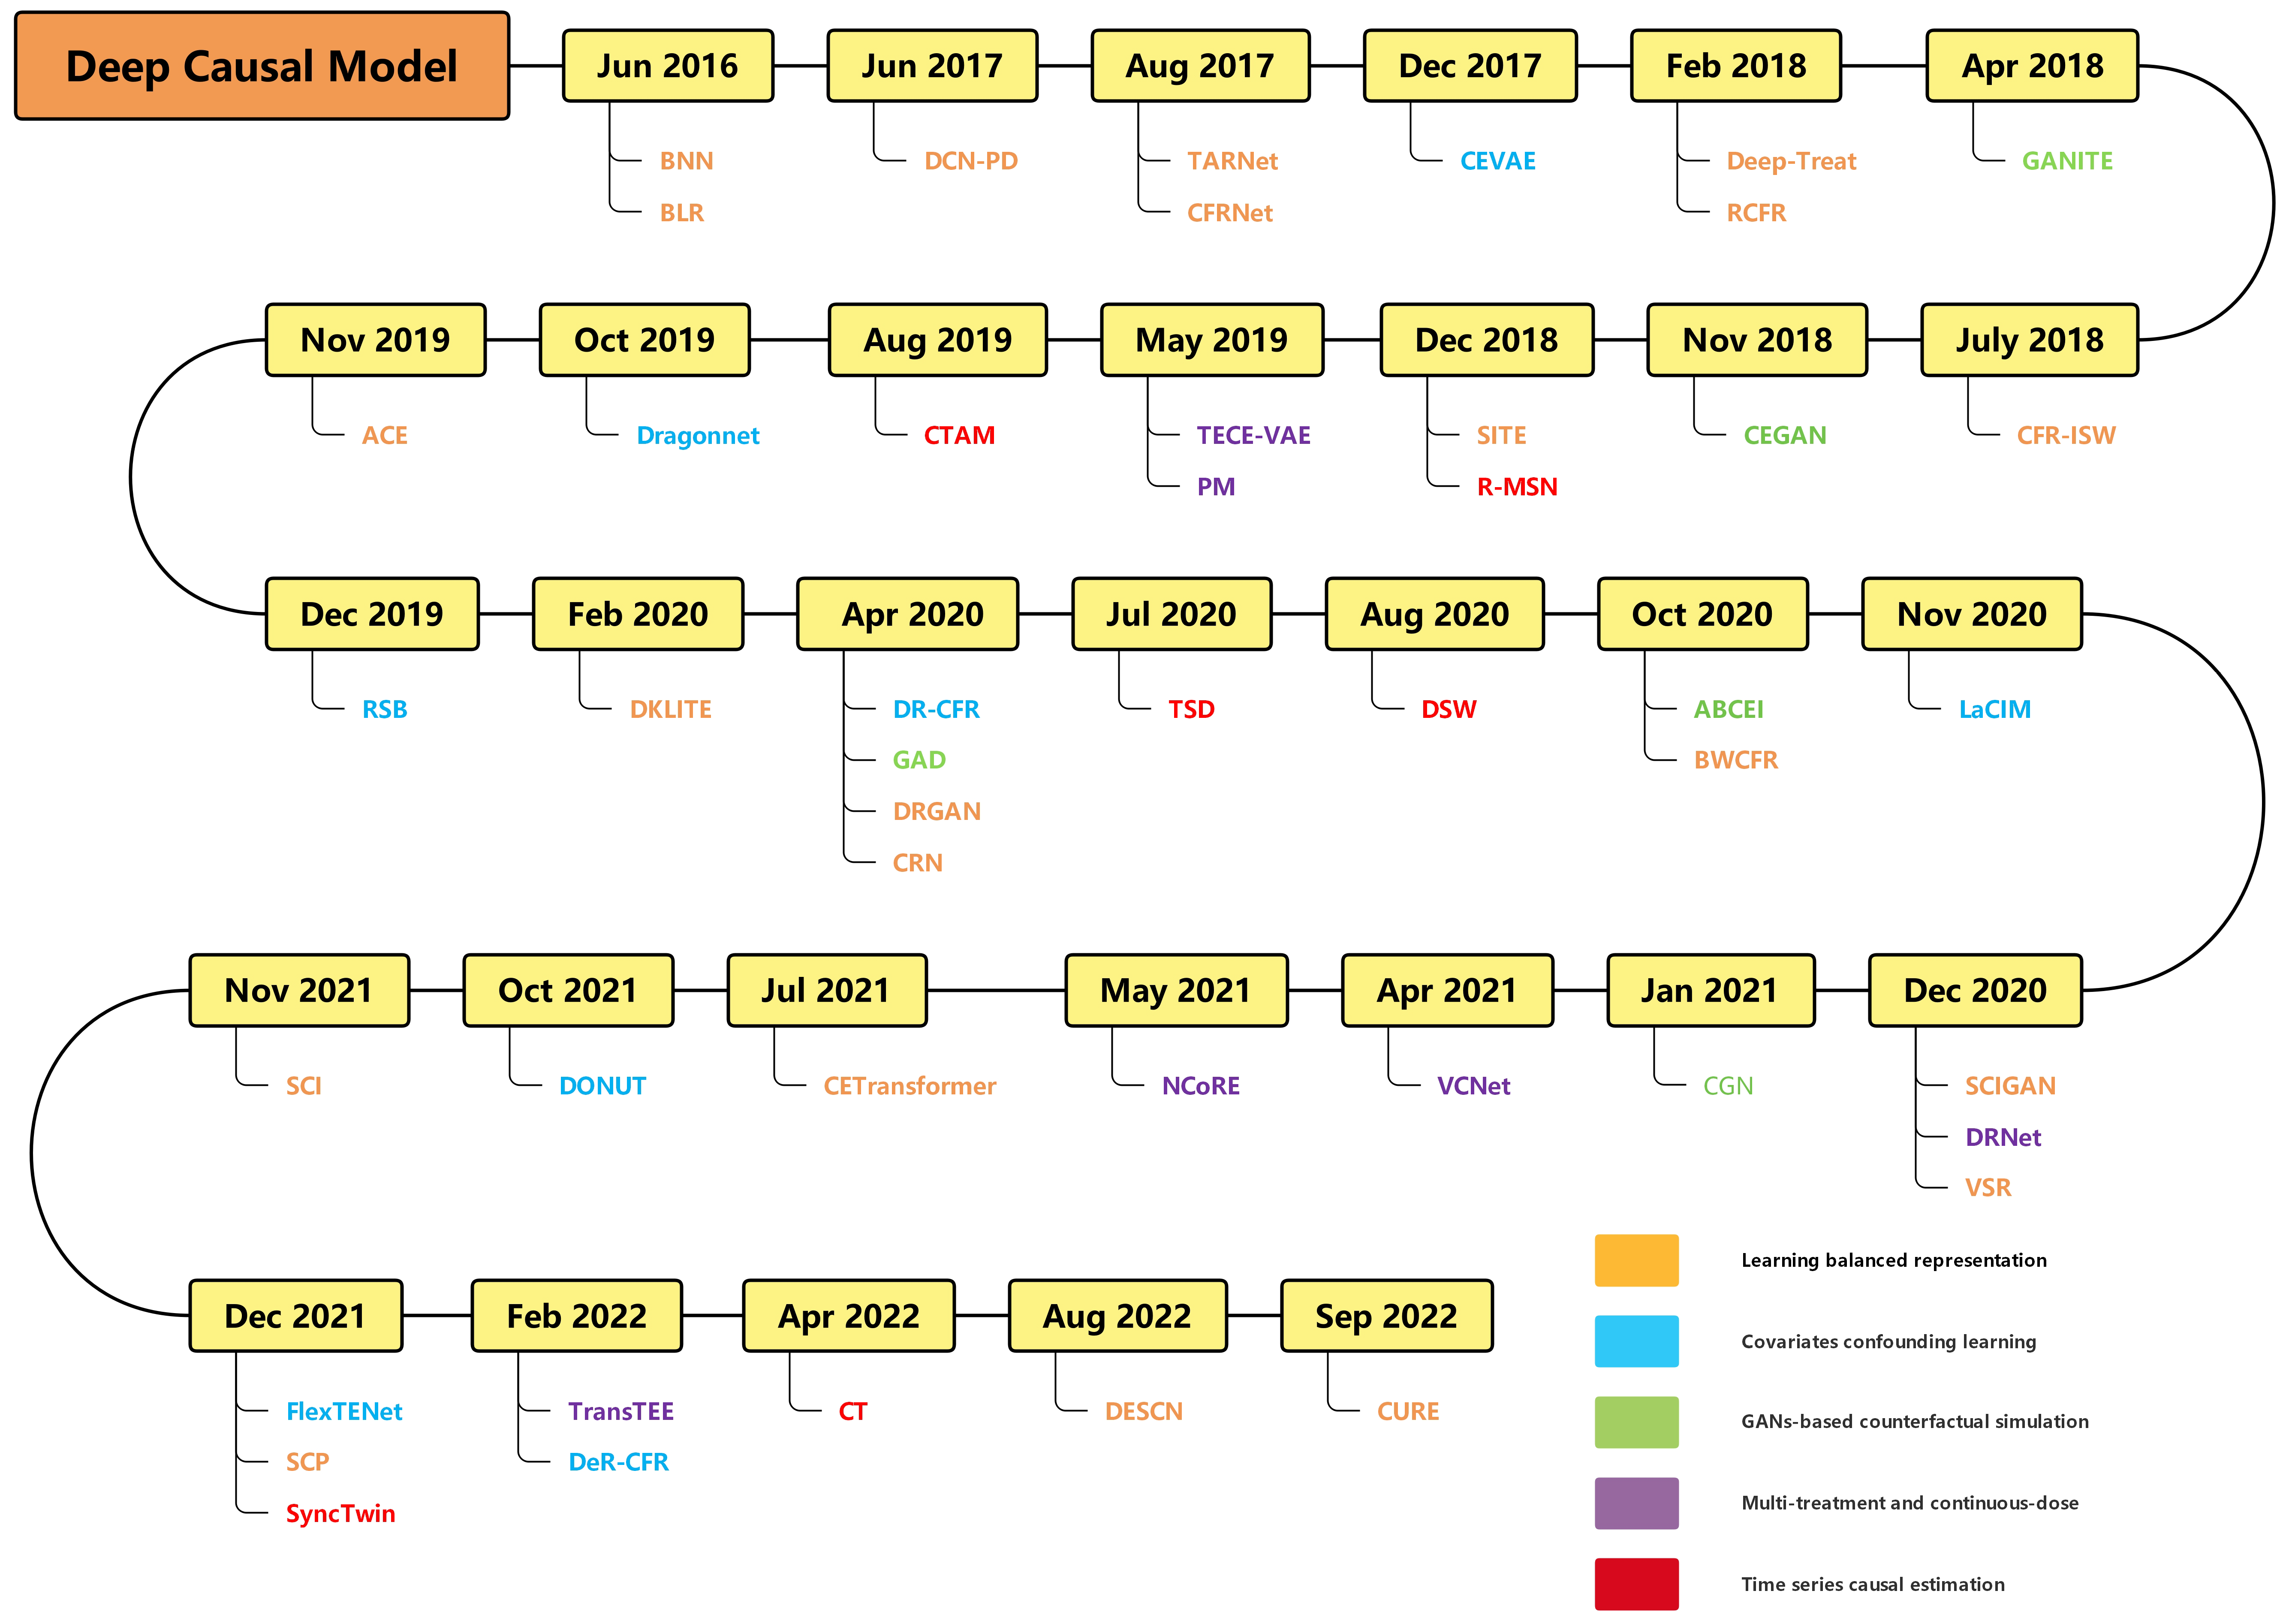 Deep Causal Model
Jun 2016
BNN
BLR
Jun 2017
DCN-PD
Aug 2017
TARNet
CFRNet
Dec 2017
CEVAE
Feb 2018
Deep-Treat
RCFR
Apr 2018
GANITE
July 2018
CFR-ISW
Nov 2018
CEGAN
Dec 2018
SITE
R-MSN
May 2019
TECE-VAE
PM
Aug 2019
CTAM
Oct 2019
Dragonnet
Nov 2019
ACE
Dec 2019
RSB
Feb 2020
DKLITE
Apr 2020
DR-CFR
GAD
DRGAN
CRN
Jul 2020
TSD
Aug 2020
DSW
Oct 2020
ABCEI
BWCFR
Nov 2020
LaCIM
Dec 2020
SCIGAN
DRNet
VSR
Jan 2021
CGN
Apr 2021
VCNet
May 2021
NCoRE
Jul 2021
CETransformer
Oct 2021
DONUT
Nov 2021
SCI
Dec 2021
FlexTENet
SCP
SyncTwin
Feb 2022
TransTEE
DeR-CFR
Apr 2022
CT
Aug 2022
DESCN
Sep 2022
CURE
Learning balanced representation
Covariates confounding learning
GANs-based counterfactual simulation
Multi-treatment and continuous-dose
Time series causal estimation